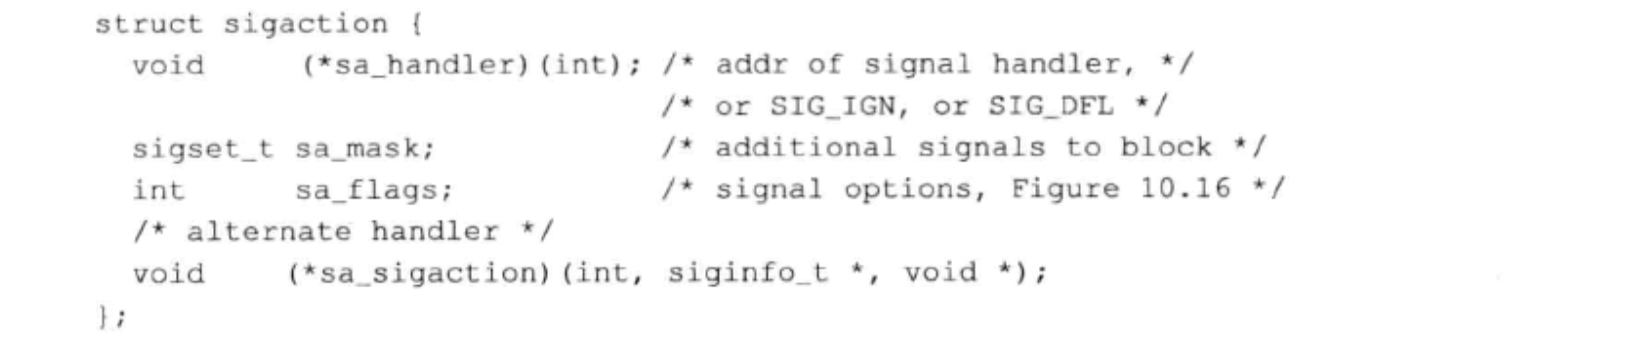 struct sigaction {
  void     (*sa_handler)(int); /* addr of signal handler, */
                               /* or SIG_IGN, or SIG_DFL */
  sigset_t sa_mask;            /* additional signals to block */
  int      sa_flags;           /* signal options, Figure 10.16 */
  /* alternate handler */
  void     (*sa_sigaction)(int, siginfo_t *, void *);
};